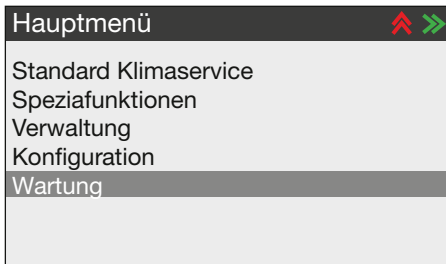 Hauptmenü
Standard Klimaservice
Speziafunktionen
Verwaltung
Konfiguration
Wartung